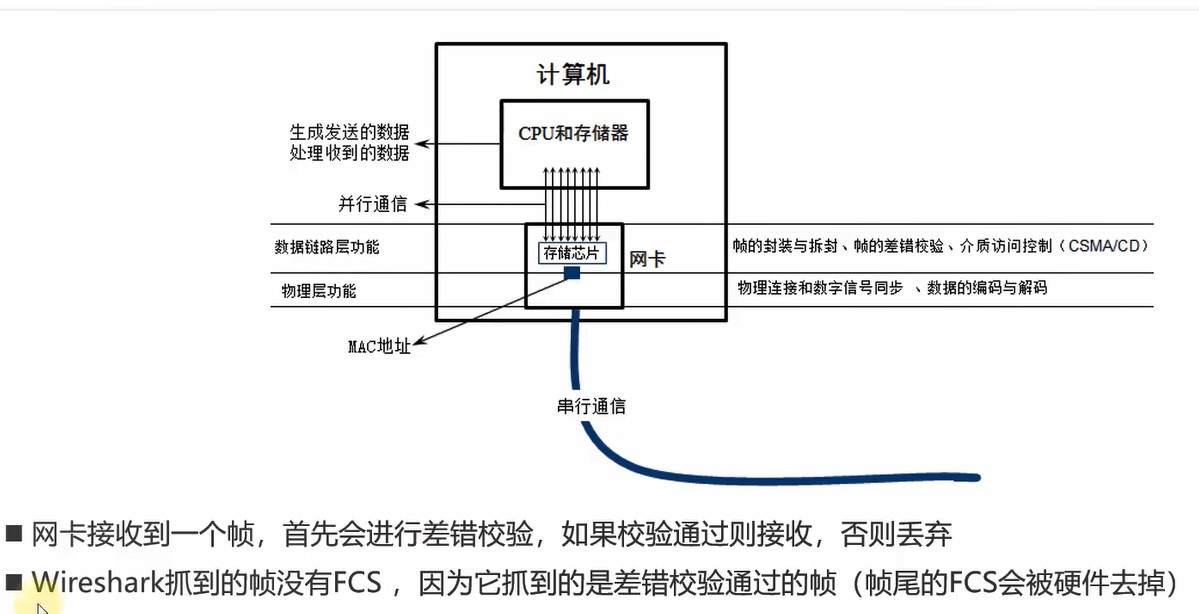 计算机
CPU和存储器
生成发送的数据
处理收到的数据
并行通信
数据链路层功能
存储芯片
网卡
帧的封装与拆封、帧的差错校验、介质访问控制（CSMA/CD）
物理层功能
物理连接和数字信号同步 、数据的编码与解码
MAC地址
串行通信
■ 网卡接收到一个帧，首先会进行差错校验，如果校验通过则接收，否则丢弃
■ Wireshark抓到的帧没有FCS ，因为它抓到的是差错校验通过的帧（帧尾的FCS会被硬件去掉）